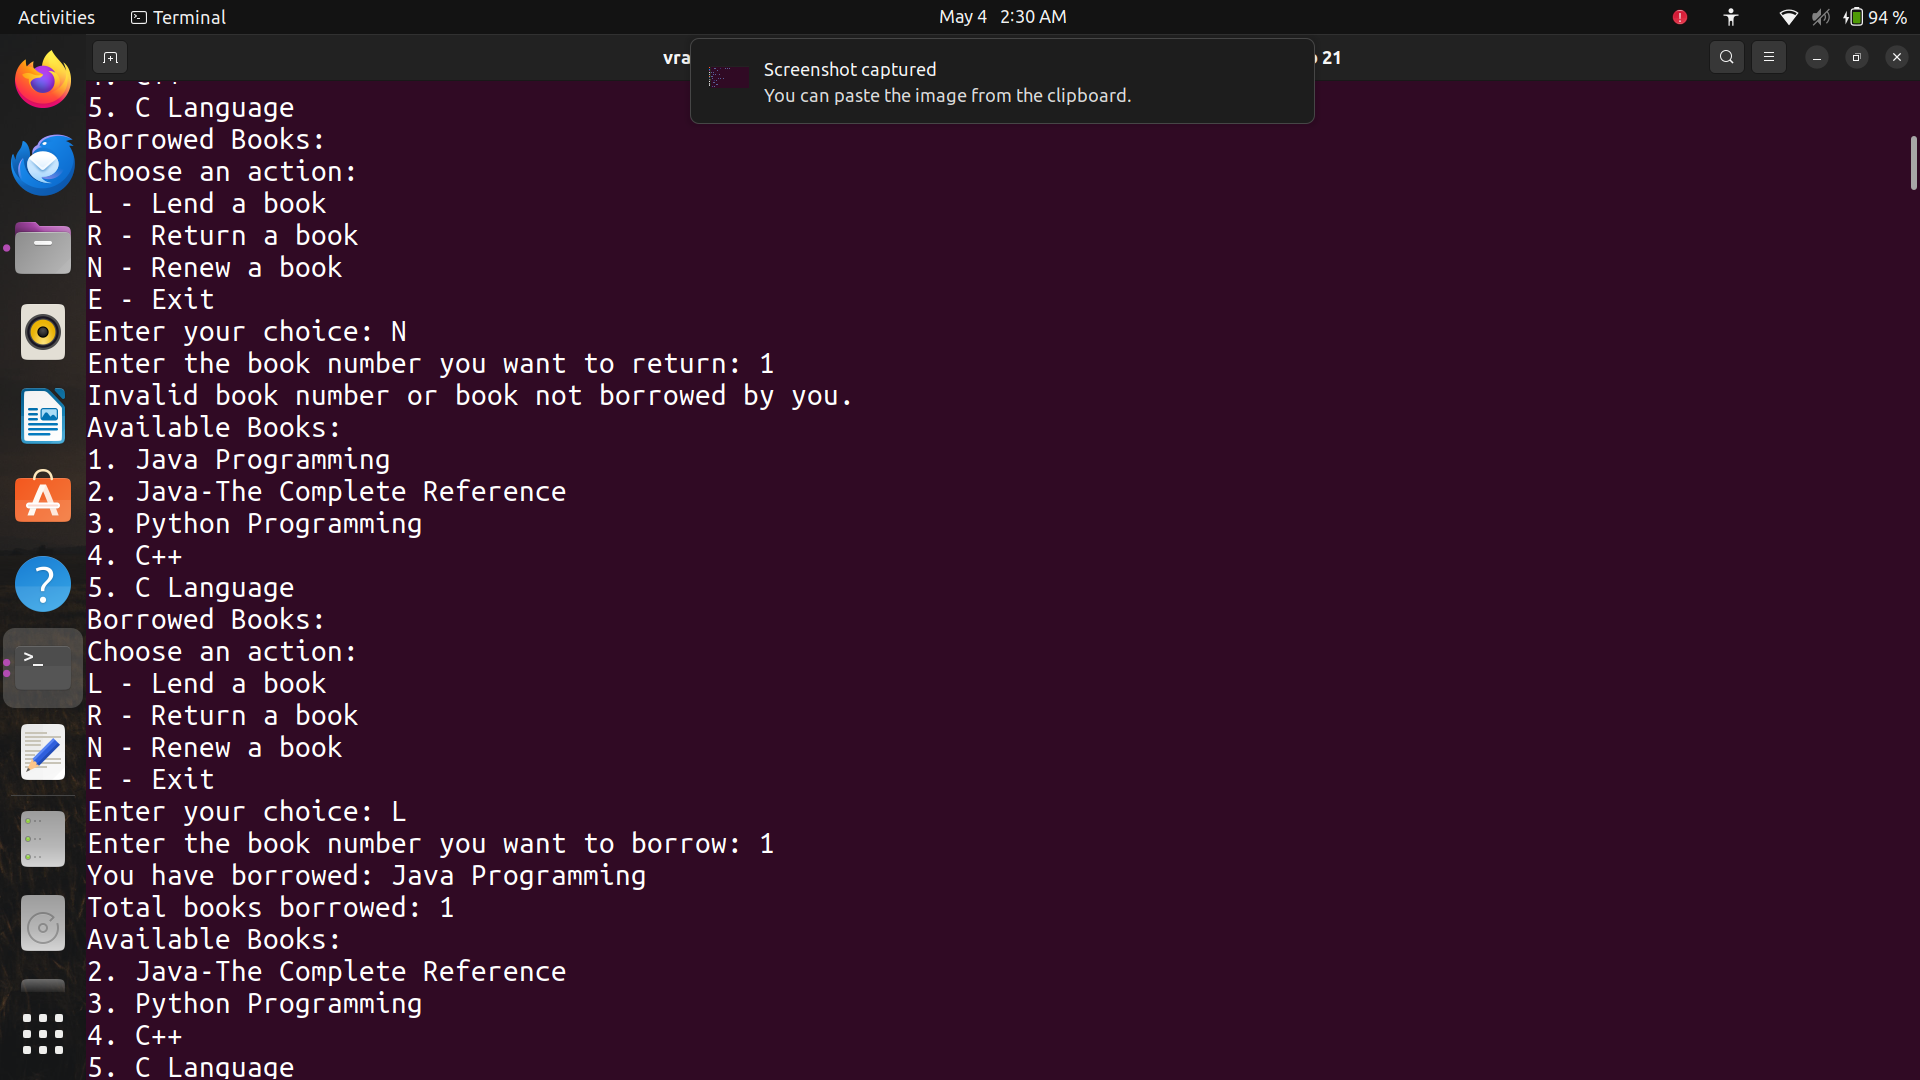 Activities
Terminal
May 4 2:30 AM
94 %
vra
21
Screenshot captured
You can paste the image from the clipboard.
5. C Language
Borrowed Books:
Choose an action:
L - Lend a book
R - Return a book
N - Renew a book
E - Exit
Enter your choice: N
Enter the book number you want to return: 1
Invalid book number or book not borrowed by you.
Available Books:
1. Java Programming
2. Java-The Complete Reference
3. Python Programming
4. C++
5. C Language
Borrowed Books:
Choose an action:
L - Lend a book
R - Return a book
N - Renew a book
E - Exit
Enter your choice: L
Enter the book number you want to borrow: 1
You have borrowed: Java Programming
Total books borrowed: 1
Available Books:
2. Java-The Complete Reference
3. Python Programming
4. C++
5. C Language